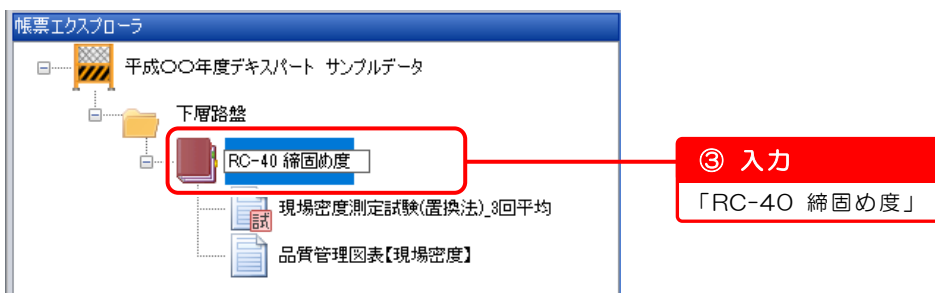 帳票エクスプローラ
平成〇〇年度デキスパート サンプルデータ
下層路盤
RC-40 締固め度
③ 入力
「RC-40 締固め度」
試
現場密度測定試験(置換法)_3回平均
品質管理図表【現場密度】